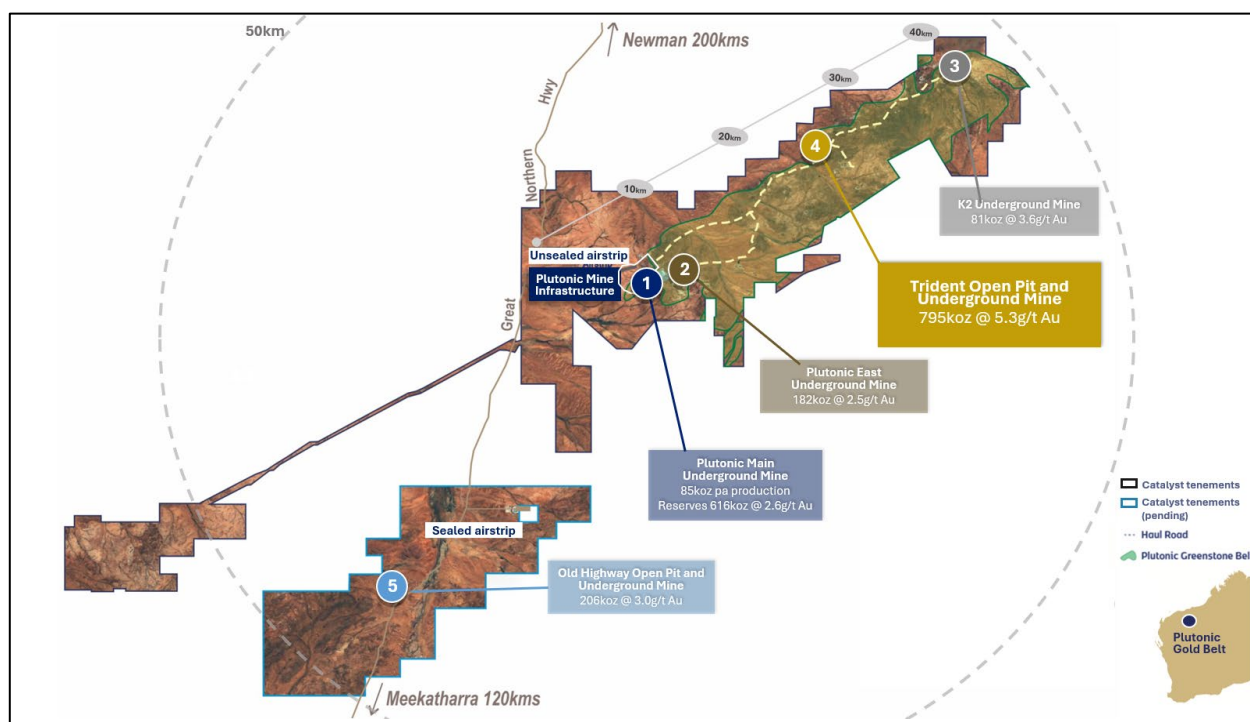 50km
Newman 200kms
40km
30km
20km
10km
Hwy
Northern
Great
3
4
K2 Underground Mine
81koz @ 3.6g/t Au
Unsealed airstrip
Plutonic Mine
Infrastructure
1
2
Trident Open Pit and
Underground Mine
795koz @ 5.3g/t Au
Plutonic East
Underground Mine
182koz @ 2.5g/t Au
Plutonic Main
Underground Mine
85koz pa production
Reserves 616koz @ 2.6g/t Au
Sealed airstrip
5
Old Highway Open Pit and
Underground Mine
206koz @ 3.0g/t Au
Meekatharra 120kms
Catalyst tenements
Catalyst tenements
(pending)
Haul Road
Plutonic Greenstone Bel
Plutonic
Gold Belt